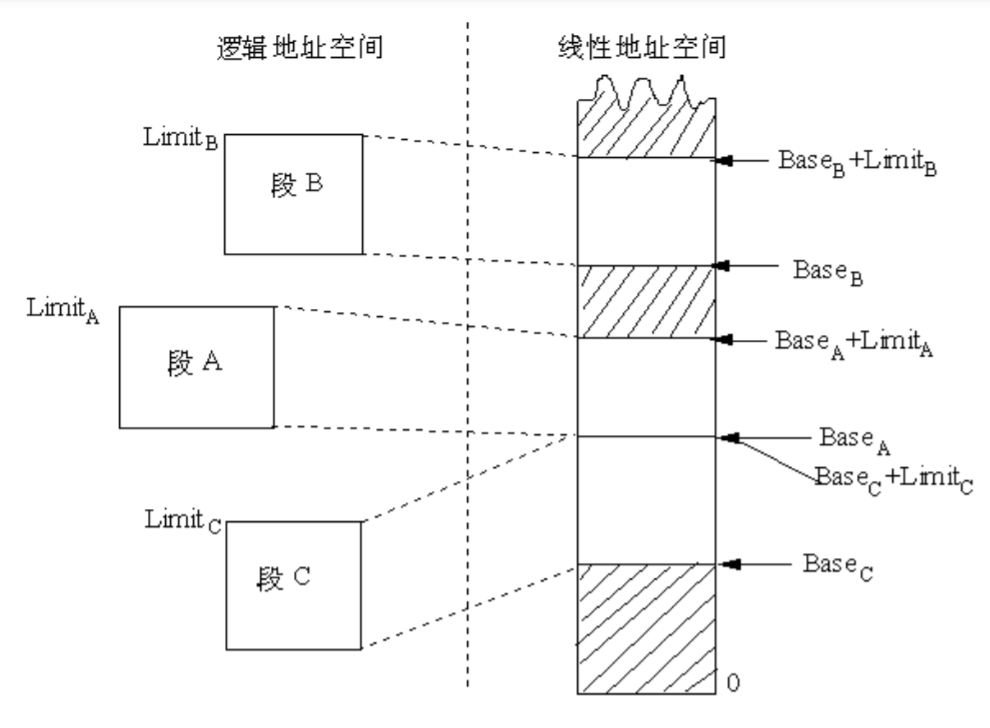 逻辑地址空间
线性地址空间
Limit_B
段 B
Base_B+Limit_B
Base_B
Limit_A
段 A
Base_A+Limit_A
Base_A
Base_C+Limit_C
Limit_C
段 C
Base_C
0